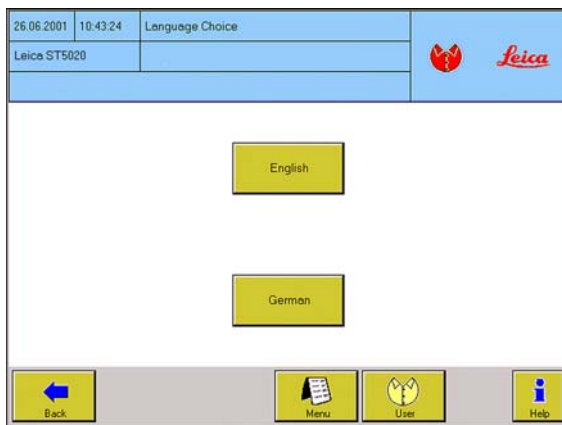 26.06.2001 10:43:24 Language Choice
Leica ST5020
Leica
English
German
Back Menu User Help